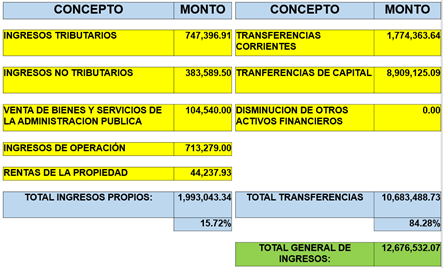 CONCEPTO MONTO CONCEPTO MONTO
INGRESOS TRIBUTARIOS 747,396.91 TRANSFERENCIAS 1,774,363.64
CORRIENTES
INGRESOS NO TRIBUTARIOS 383,589.50 TRANFERENCIAS DE CAPITAL 8,909,125.09
VENTA DE BIENES Y SERVICIOS DE 104,540.00 DISMINUCION DE OTROS 0.00
LA ADMINISTRACION PUBLICA ACTIVOS FINANCIEROS
INGRESOS DE OPERACIÓN 713,279.00
RENTAS DE LA PROPIEDAD 44,237.93
TOTAL INGRESOS PROPIOS: 1,993,043.34 TOTAL TRANSFERENCIAS 10,683,488.73
15.72% 84.28%
TOTAL GENERAL DE 12,676,532.07
INGRESOS: